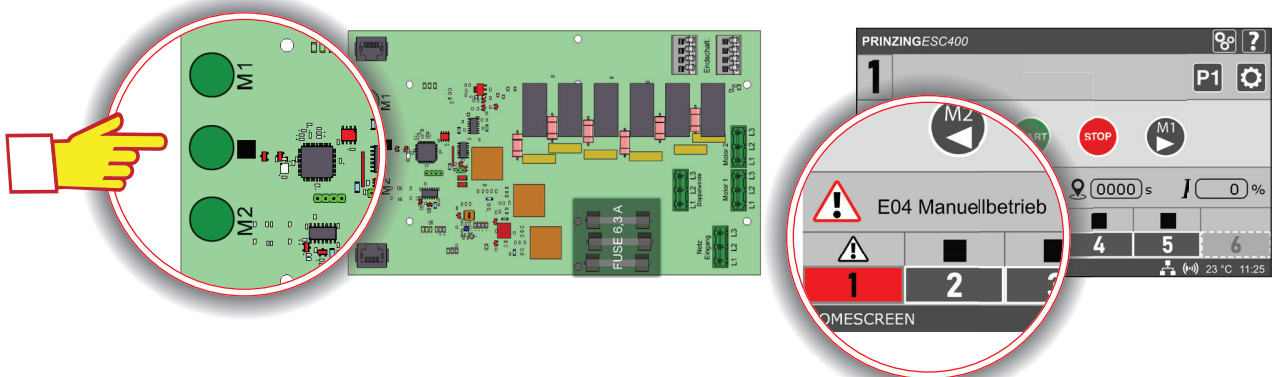 M1
M2
M1
M2
Endschalt.
Motor 2
L1 L2 L3
Doppelende
L1 L2 L3
Motor 1
L1 L2 L3
FUSE 6,3 A
Netz
Eingang
L1 L2 L3
PRINZING ESC400
?
1
P1
M2
START
STOP
M1
0000 s
0 %
E04 Manuellbetrieb
1
2
3
4
5
6
OMESCREEN
23 °C 11:25